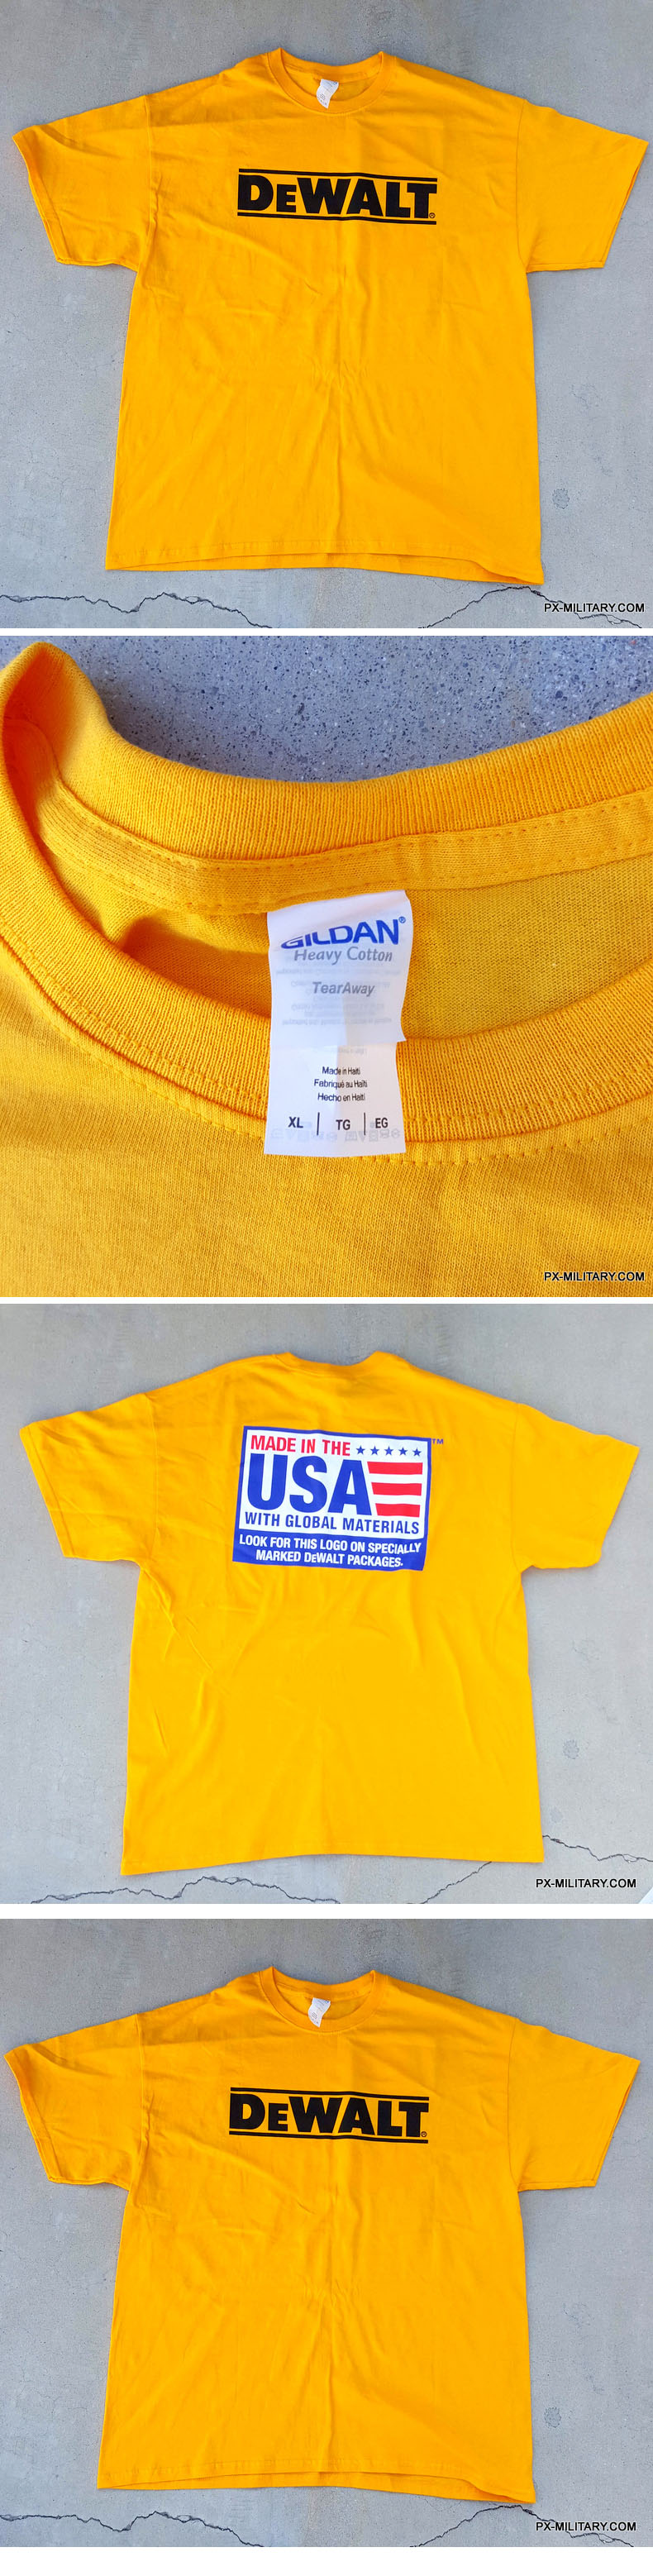 DEWALT®
PX-MILITARY.COM
GILDAN®
Heavy Cotton
TearAway
Made in Haiti
Fabriqué au Haïti
Hecho en Haití
XL | TG | EG
PX-MILITARY.COM
MADE IN THE
USA
WITH GLOBAL MATERIALS
LOOK FOR THIS LOGO ON SPECIALLY
MARKED DEWALT PACKAGES.
TM
PX-MILITARY.COM
DEWALT®
PX-MILITARY.COM